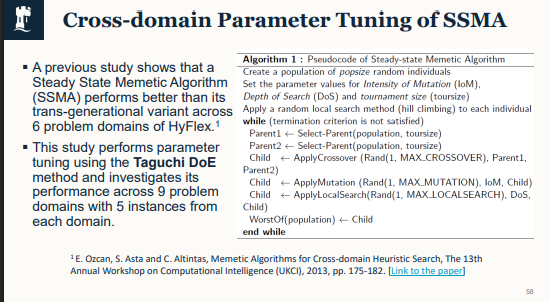 Cross-domain Parameter Tuning of SSMA
▪ A previous study shows that a
Steady State Memetic Algorithm
(SSMA) performs better than its
trans-generational variant across
6 problem domains of HyFlex.¹
▪ This study performs parameter
tuning using the Taguchi DoE
method and investigates its
performance across 9 problem
domains with 5 instances from
each domain.
Algorithm 1 : Pseudocode of Steady-state Memetic Algorithm
Create a population of popsize random individuals
Set the parameter values for Intensity of Mutation (IoM),
Depth of Search (DoS) and tournament size (toursize)
Apply a random local search method (hill climbing) to each individual
while (termination criterion is not satisfied)
Parent1 ← Select-Parent(population, toursize)
Parent2 ← Select-Parent(population, toursize)
Child ← ApplyCrossover (Rand(1, MAX_CROSSOVER), Parent1,
Parent2)
Child ← ApplyMutation (Rand(1, MAX_MUTATION), IoM, Child)
Child ← ApplyLocalSearch(Rand(1, MAX_LOCALSEARCH), DoS,
Child)
WorstOf(population) ← Child
end while
¹ E. Ozcan, S. Asta and C. Altintas, Memetic Algorithms for Cross-domain Heuristic Search, The 13th
Annual Workshop on Computational Intelligence (UKCI), 2013, pp. 175-182. [Link to the paper]
58